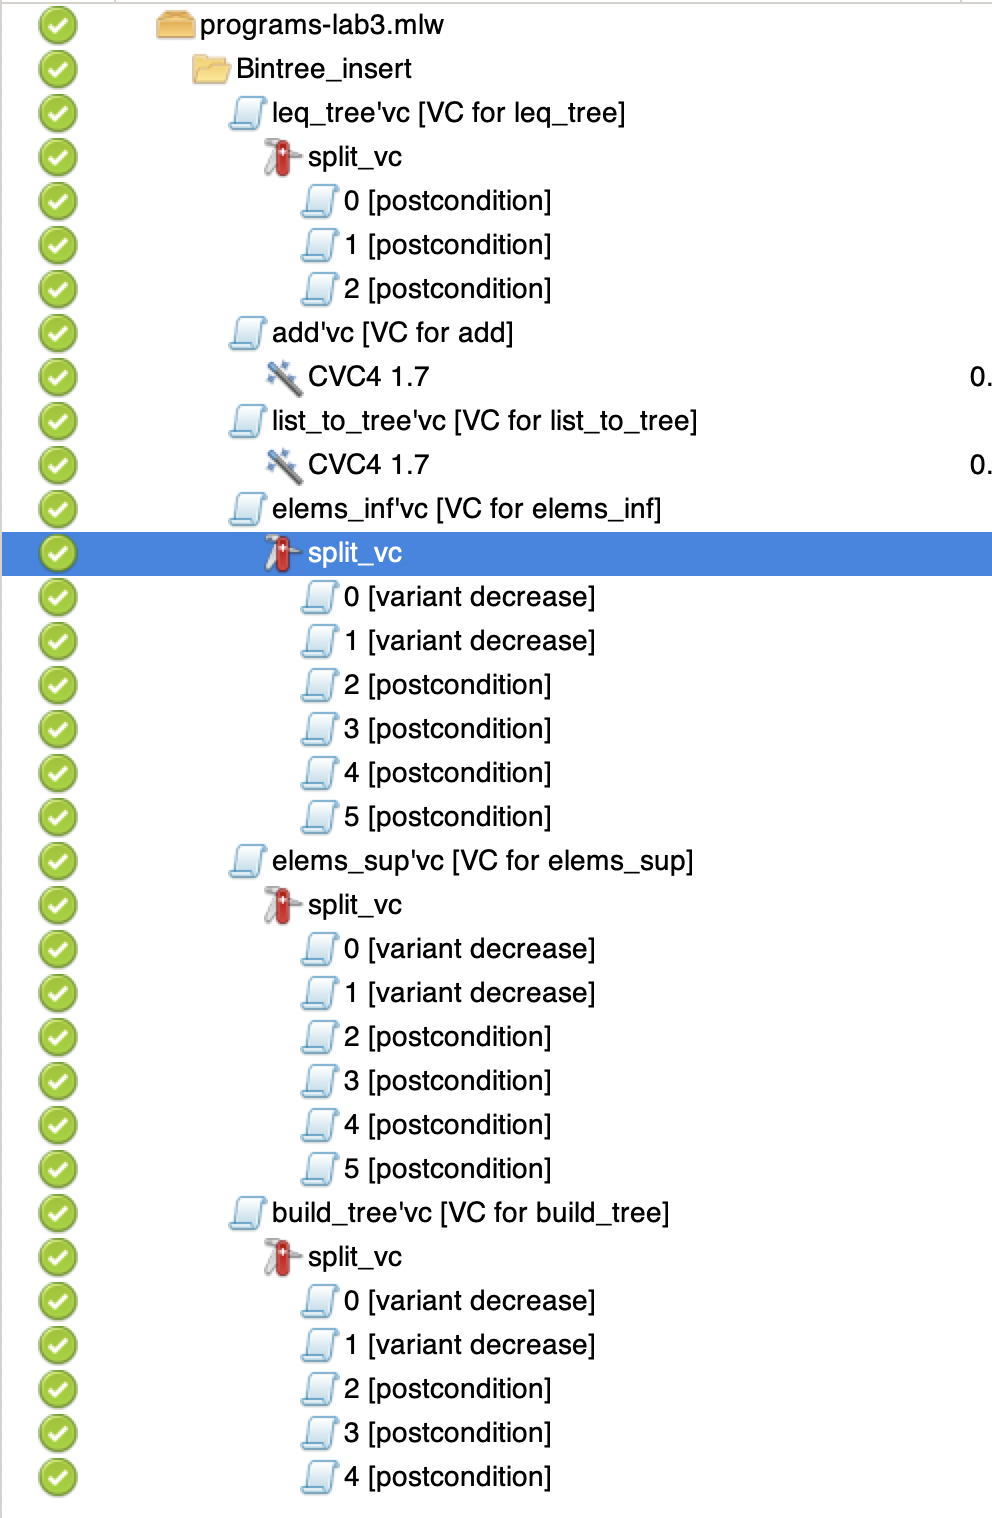 programs-lab3.mlw
Bintree_insert
leq_tree'vc [VC for leq_tree]
split_vc
0 [postcondition]
1 [postcondition]
2 [postcondition]
add'vc [VC for add]
CVC4 1.7 0.
list_to_tree'vc [VC for list_to_tree]
CVC4 1.7 0.
elems_inf'vc [VC for elems_inf]
split_vc
0 [variant decrease]
1 [variant decrease]
2 [postcondition]
3 [postcondition]
4 [postcondition]
5 [postcondition]
elems_sup'vc [VC for elems_sup]
split_vc
0 [variant decrease]
1 [variant decrease]
2 [postcondition]
3 [postcondition]
4 [postcondition]
5 [postcondition]
build_tree'vc [VC for build_tree]
split_vc
0 [variant decrease]
1 [variant decrease]
2 [postcondition]
3 [postcondition]
4 [postcondition]